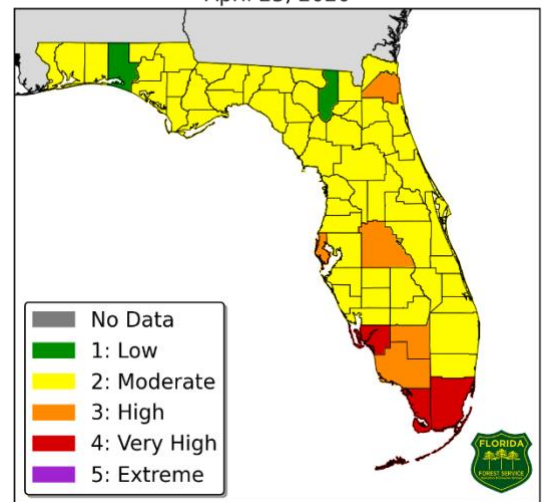 No Data
1: Low
2: Moderate
3: High
4: Very High
5: Extreme
FLORIDA
FOREST SERVICE